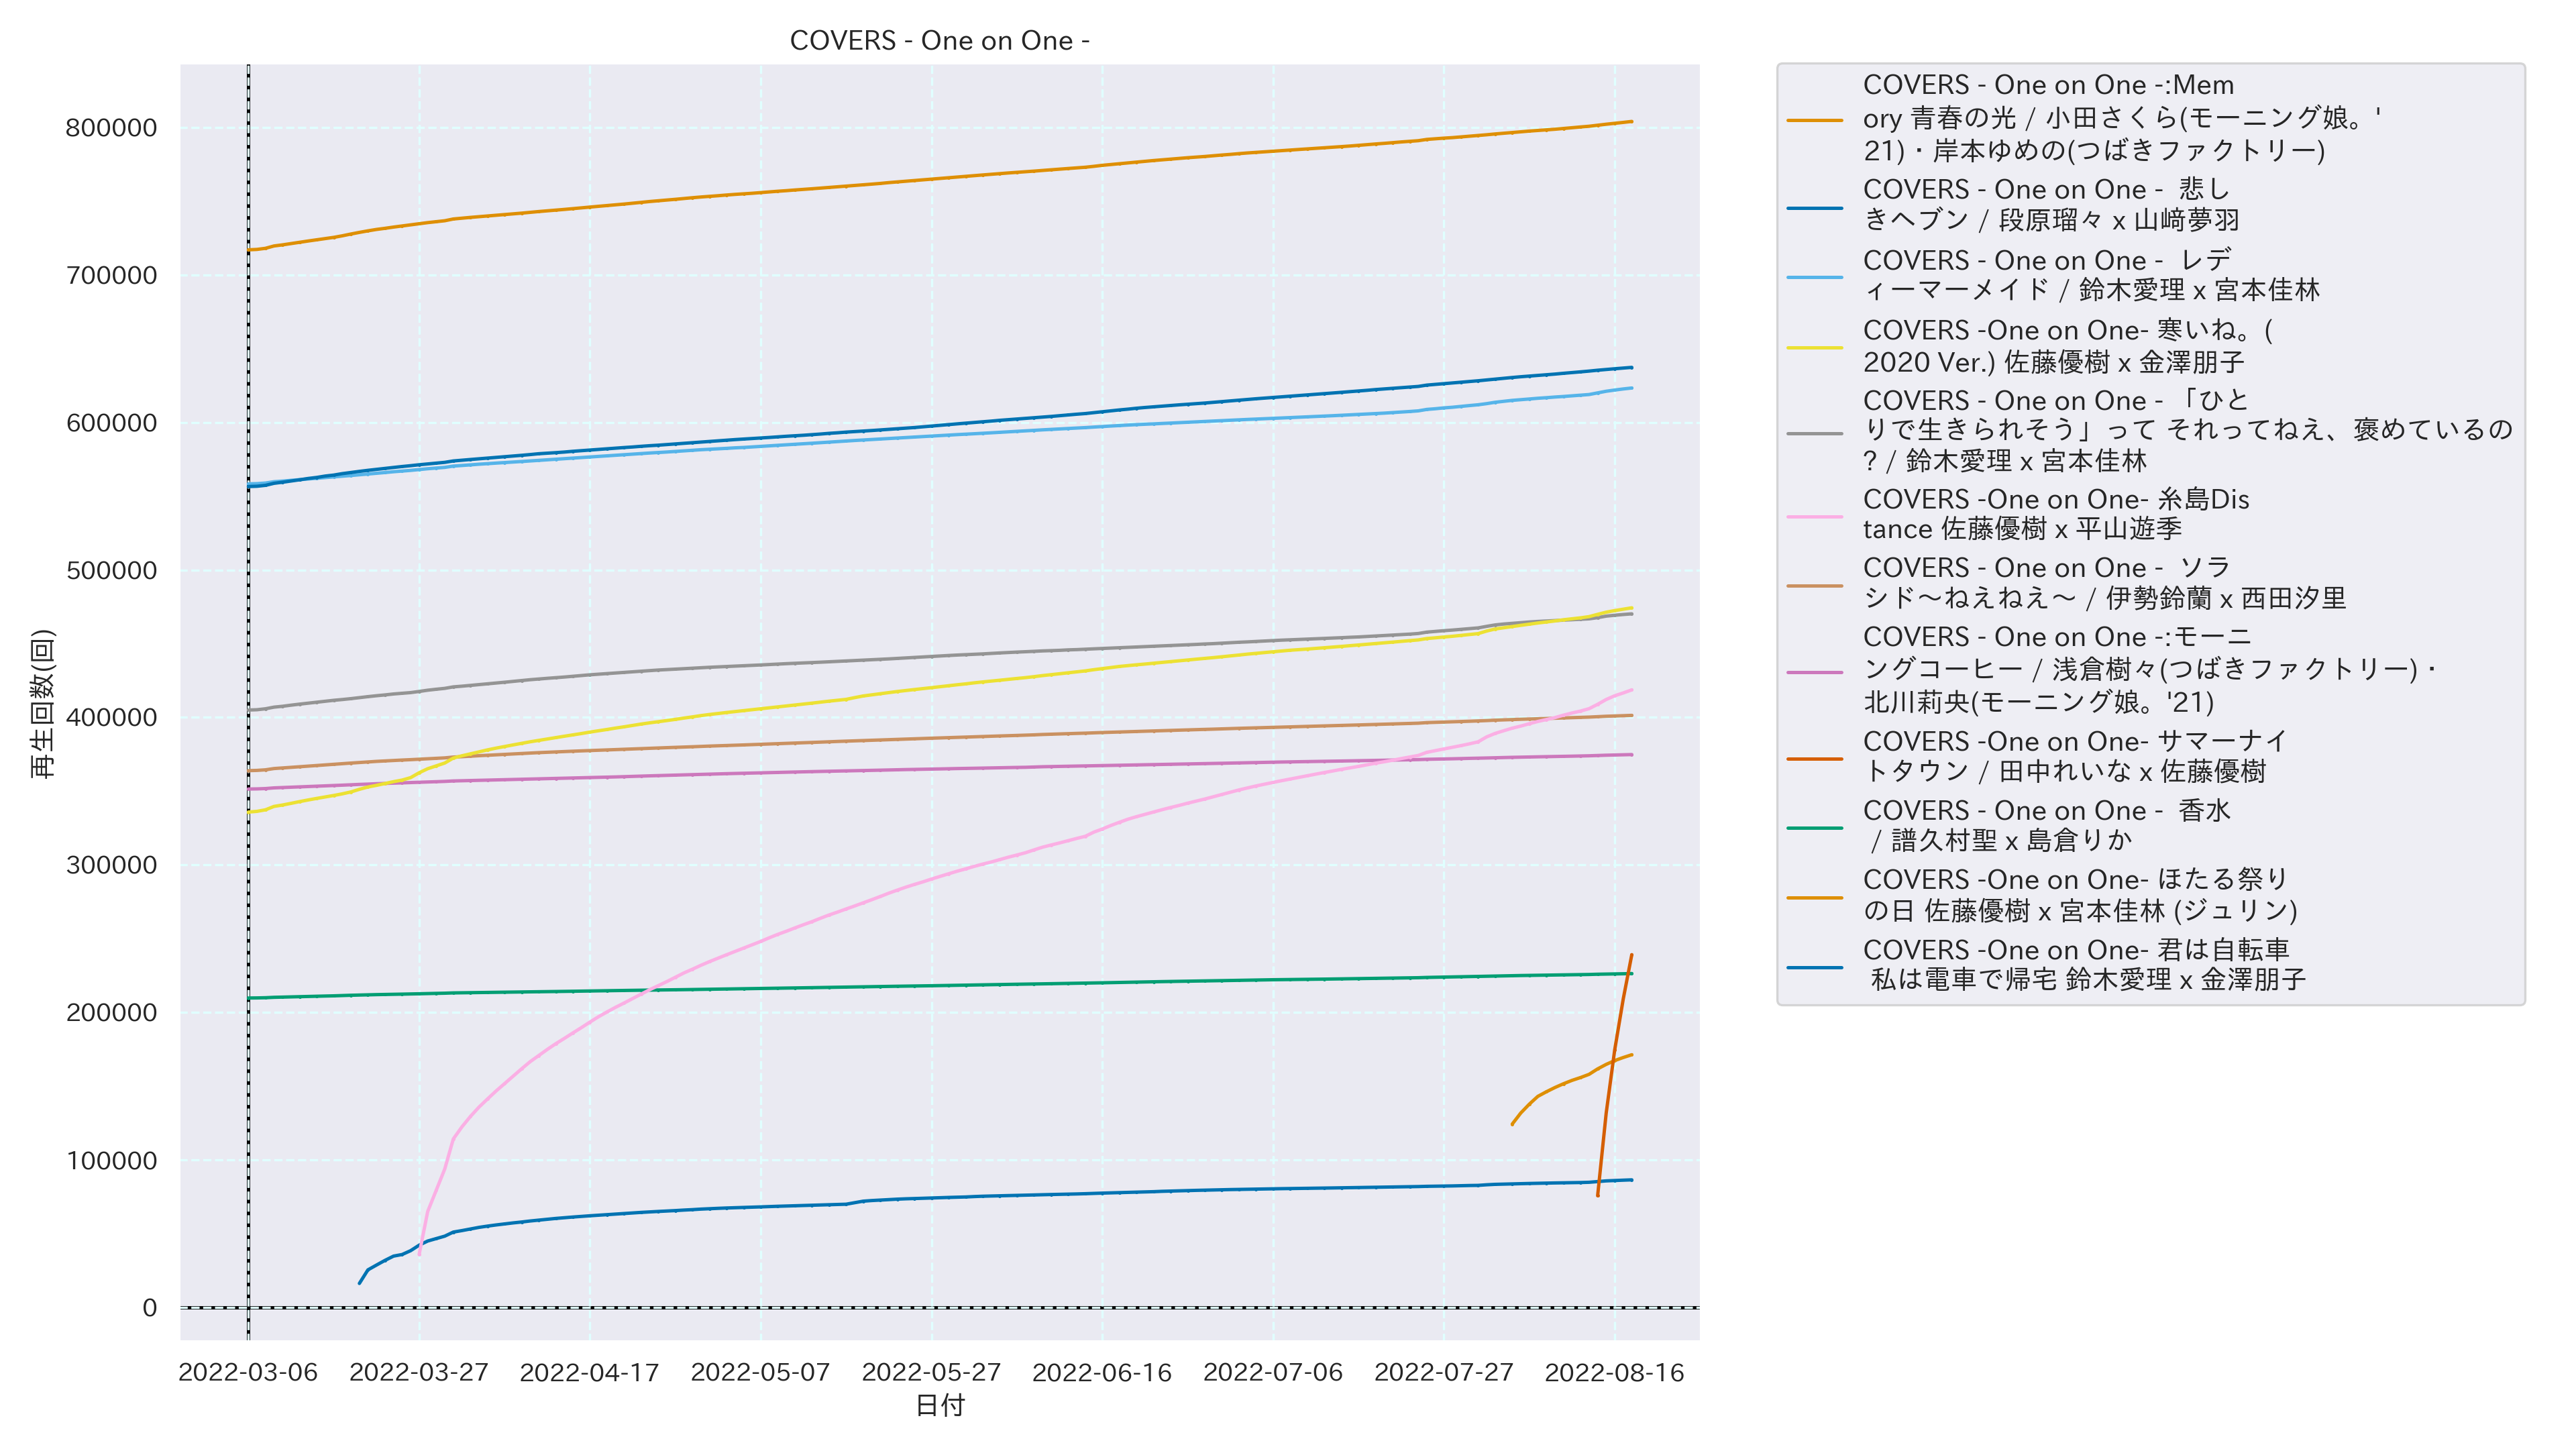 COVERS - One on One -
再生回数(回)
800000
700000
600000
500000
400000
300000
200000
100000
0
2022-03-06
2022-03-27
2022-04-17
2022-05-07
2022-05-27
2022-06-16
2022-07-06
2022-07-27
2022-08-16
日付
COVERS - One on One -:Mem
ory 青春の光 / 小田さくら(モーニング娘。'
21)・岸本ゆめの(つばきファクトリー)
COVERS - One on One -  悲し
きヘブン / 段原瑠々 x 山﨑夢羽
COVERS - One on One -  レデ
ィーマーメイド / 鈴木愛理 x 宮本佳林
COVERS -One on One- 寒いね。(
2020 Ver.) 佐藤優樹 x 金澤朋子
COVERS - One on One - 「ひと
りで生きられそう」って それってねえ、褒めているの
? / 鈴木愛理 x 宮本佳林
COVERS -One on One- 糸島Dis
tance 佐藤優樹 x 平山遊季
COVERS - One on One -  ソラ
シド〜ねえねえ〜 / 伊勢鈴蘭 x 西田汐里
COVERS - One on One -:モーニ
ングコーヒー / 浅倉樹々(つばきファクトリー)・
北川莉央(モーニング娘。'21)
COVERS -One on One- サマーナイ
トタウン / 田中れいな x 佐藤優樹
COVERS - One on One -  香水
/ 譜久村聖 x 島倉りか
COVERS -One on One- ほたる祭り
の日 佐藤優樹 x 宮本佳林 (ジュリン)
COVERS -One on One- 君は自転車
私は電車で帰宅 鈴木愛理 x 金澤朋子